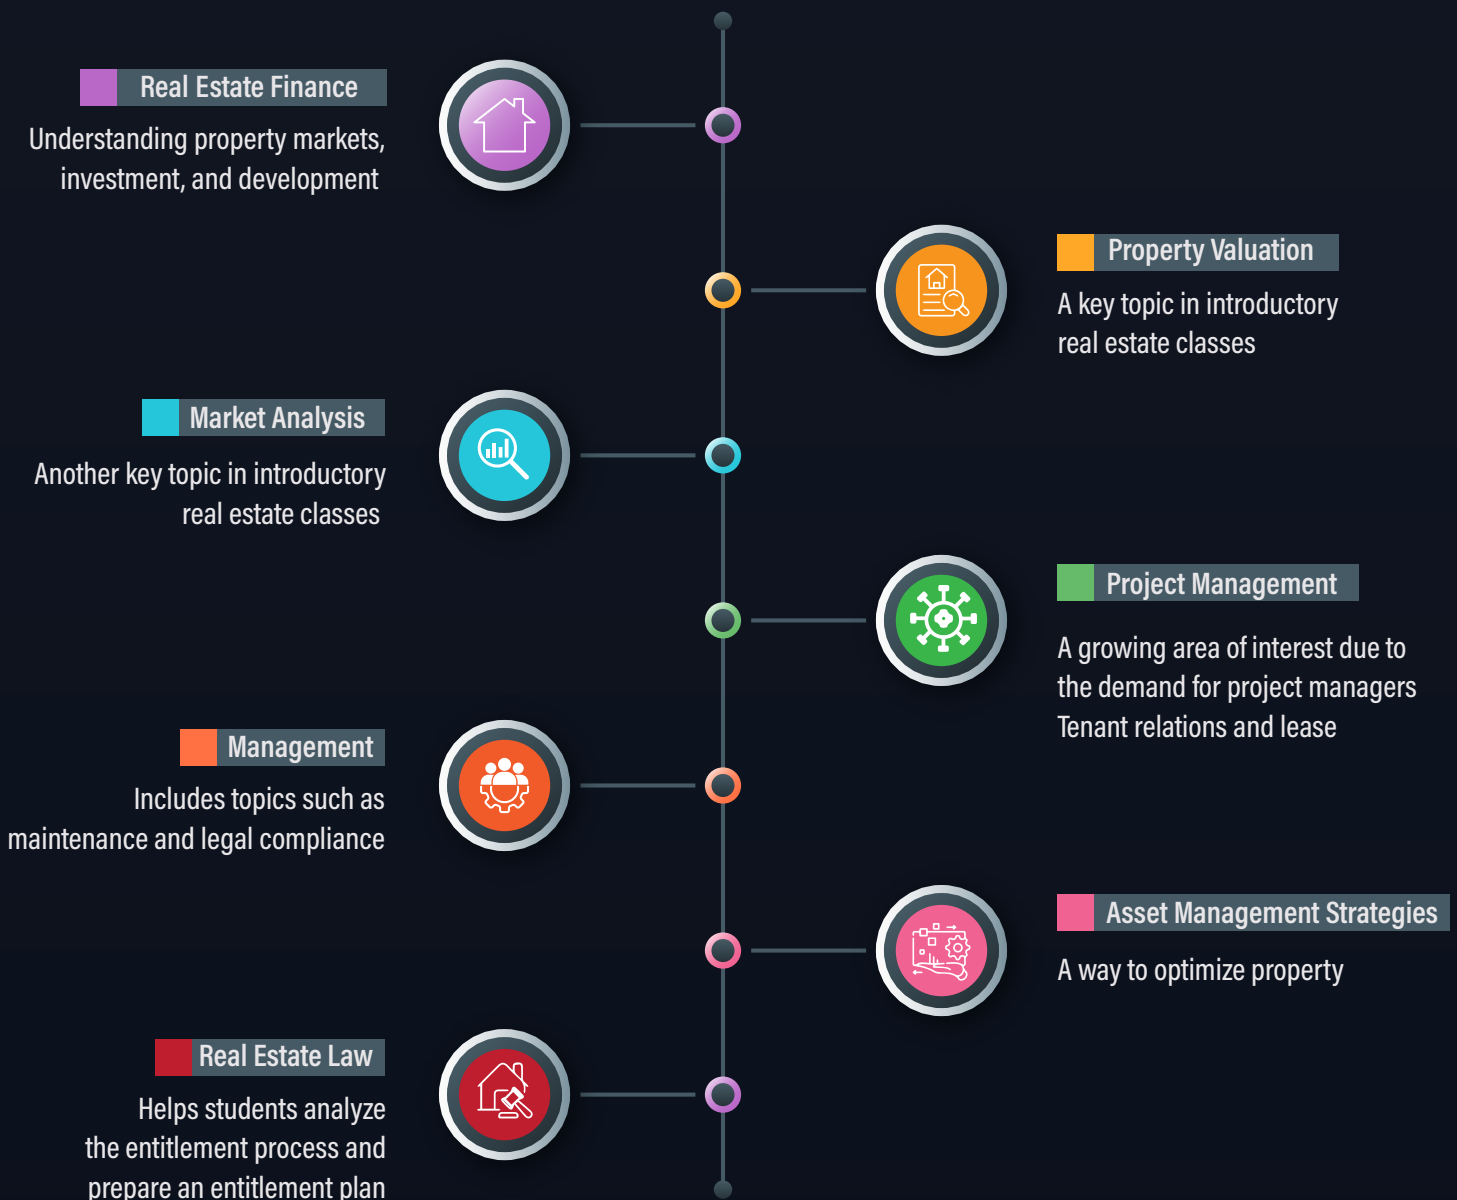 Real Estate Finance
Understanding property markets,
investment, and development
Property Valuation
A key topic in introductory
real estate classes
Market Analysis
Another key topic in introductory
real estate classes
Project Management
A growing area of interest due to
the demand for project managers
Tenant relations and lease
Management
Includes topics such as
maintenance and legal compliance
Asset Management Strategies
A way to optimize property
Real Estate Law
Helps students analyze
the entitlement process and
prepare an entitlement plan